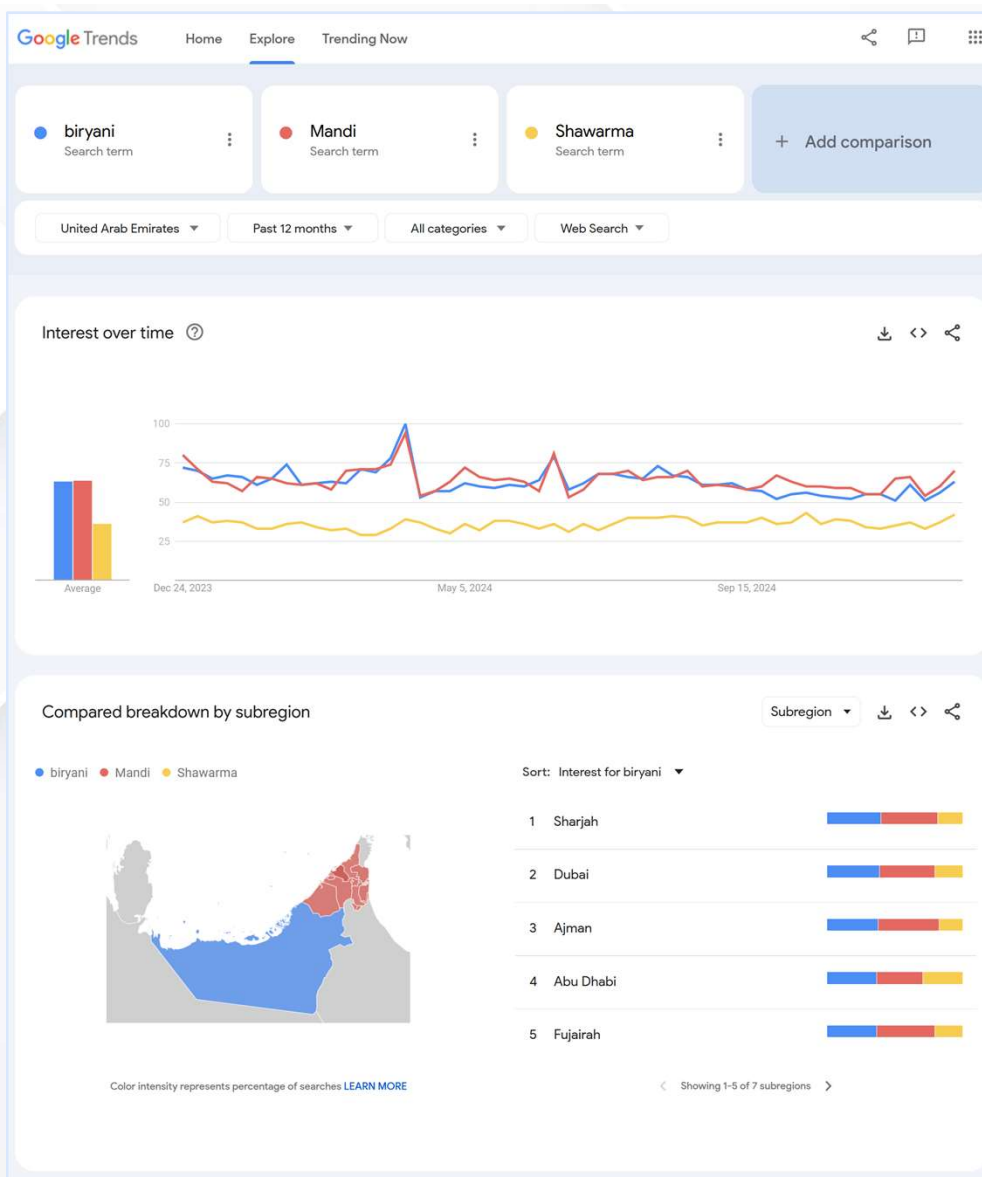 Google Trends Home Explore Trending Now
biryani
Search term
Mandi
Search term
Shawarma
Search term
+ Add comparison
United Arab Emirates Past 12 months All categories Web Search
Interest over time
100
75
50
25
Average
Dec 24, 2023 May 5, 2024 Sep 15, 2024
Compared breakdown by subregion
Subregion
biryani Mandi Shawarma
Sort: Interest for biryani
1 Sharjah
2 Dubai
3 Ajman
4 Abu Dhabi
5 Fujairah
Color intensity represents percentage of searches LEARN MORE
Showing 1-5 of 7 subregions